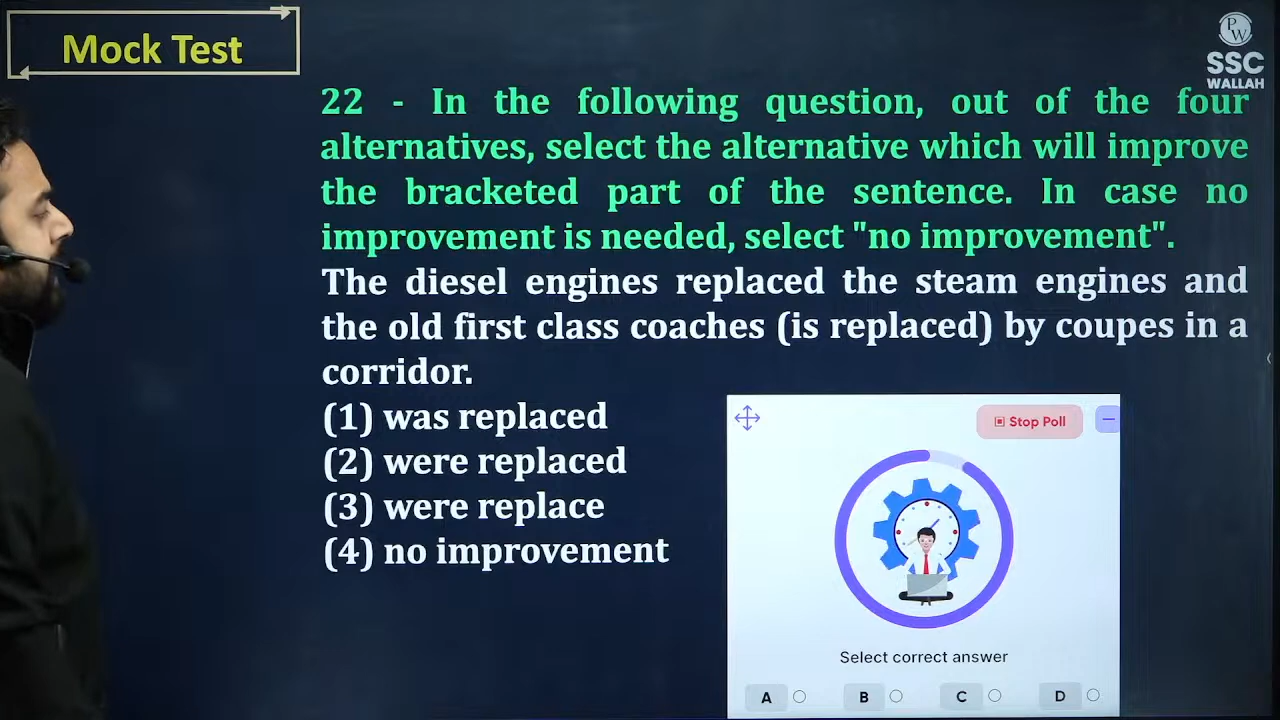 Mock Test
PW
SSC
WALLAH
22 - In the following question, out of the four
alternatives, select the alternative which will improve
the bracketed part of the sentence. In case no
improvement is needed, select "no improvement".
The diesel engines replaced the steam engines and
the old first class coaches (is replaced) by coupes in a
corridor.
(1) was replaced
(2) were replaced
(3) were replace
(4) no improvement
Stop Poll
Select correct answer
A
B
C
D